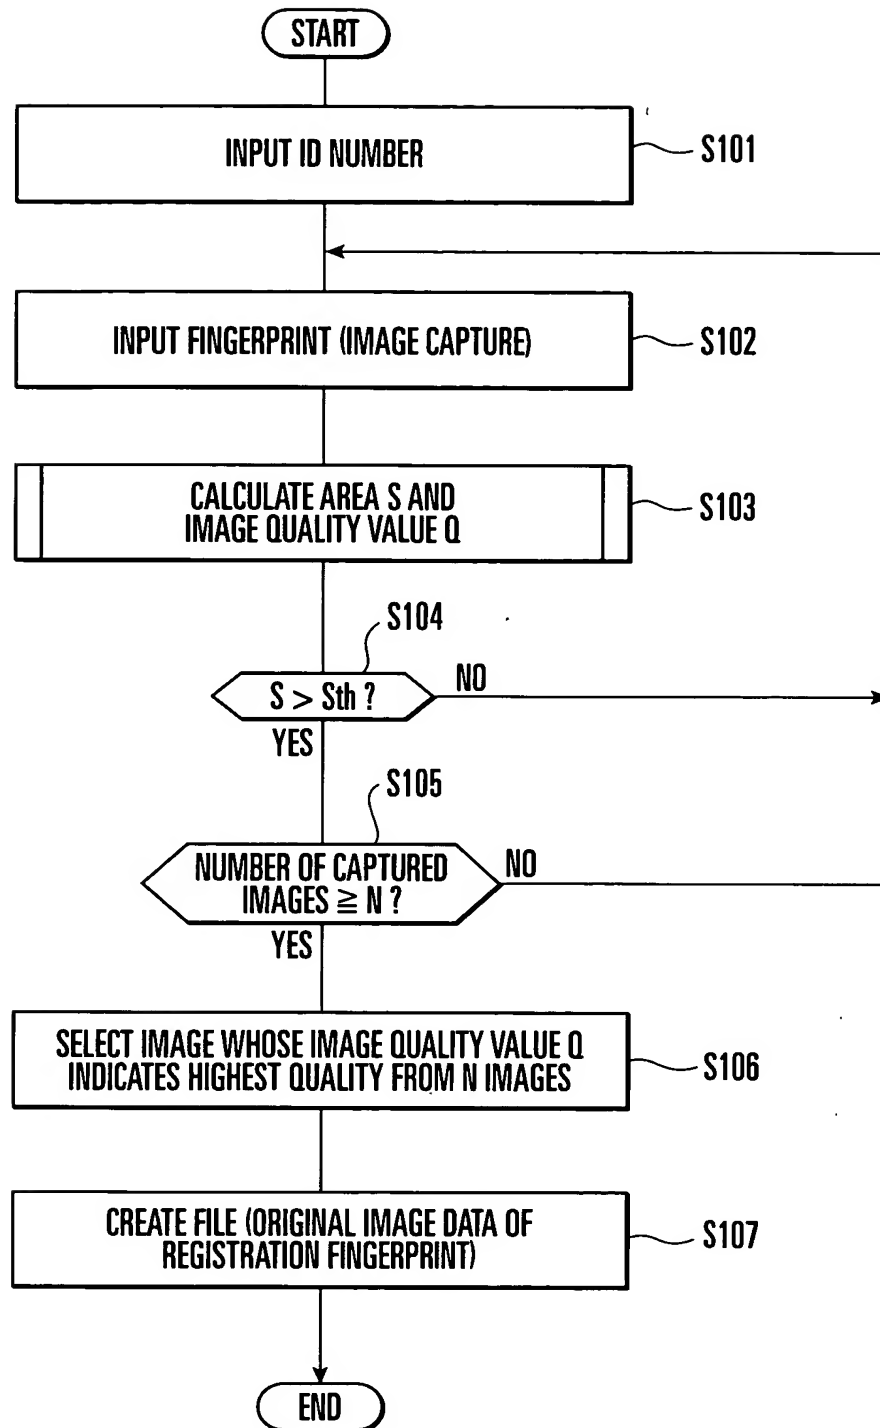 START
INPUT ID NUMBER
S101
INPUT FINGERPRINT (IMAGE CAPTURE)
S102
CALCULATE AREA S AND
IMAGE QUALITY VALUE Q
S103
S104
S > Sth ?
NO
YES
S105
NUMBER OF CAPTURED
IMAGES ≧ N ?
NO
YES
SELECT IMAGE WHOSE IMAGE QUALITY VALUE Q
INDICATES HIGHEST QUALITY FROM N IMAGES
S106
CREATE FILE (ORIGINAL IMAGE DATA OF
REGISTRATION FINGERPRINT)
S107
END